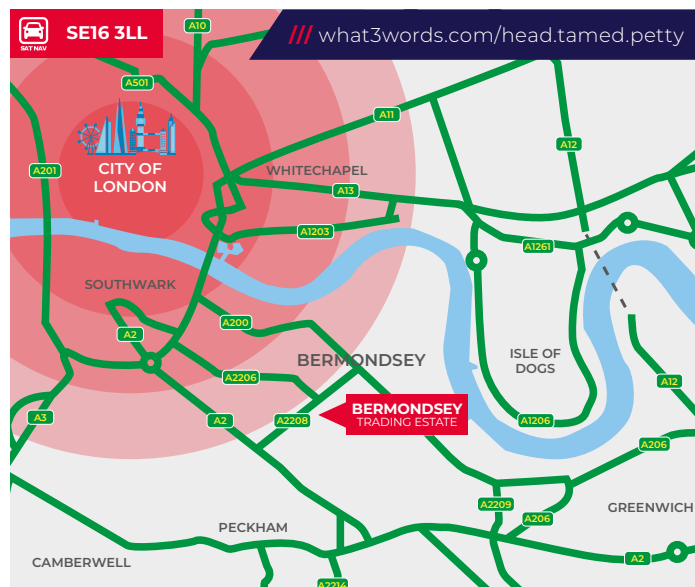 SAT NAV
SE16 3LL
/// what3words.com/head.tamed.petty
A10
A501
A11
A12
CITY OF
LONDON
A201
WHITECHAPEL
A13
A1203
A1261
SOUTHWARK
A200
A2
BERMONDSEY
ISLE OF
DOGS
A2206
A12
BERMONDSEY
TRADING ESTATE
A3
A2
A2208
A1206
A206
A2209
GREENWICH
A206
PECKHAM
A2
CAMBERWELL
A2214